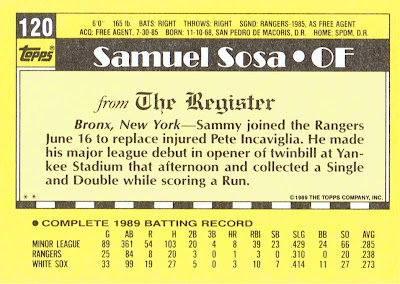 120
6'0" 165 lb. BATS: RIGHT THROWS: RIGHT SGND: RANGERS-1985, AS FREE AGENT
ACQ: FREE AGENT, 7-30-85 BORN: 11-10-68, SAN PEDRO DE MACORIS, D.R. HOME: SPDM, D.R.
Topps
Samuel Sosa • OF
from The Register
Bronx, New York—Sammy joined the Rangers
June 16 to replace injured Pete Incaviglia. He made
his major league debut in opener of twinbill at Yan-
kee Stadium that afternoon and collected a Single
and Double while scoring a Run.
** ©1989 THE TOPPS COMPANY, INC.
● COMPLETE 1989 BATTING RECORD
G AB R H 2B 3B HR RBI SB SLG BB SO AVG
MINOR LEAGUE 89 361 54 103 20 4 8 39 23 .429 24 66 .285
RANGERS 25 84 8 20 3 0 1 3 0 .310 0 20 .238
WHITE SOX 33 99 19 27 5 0 3 10 7 .414 11 27 .273